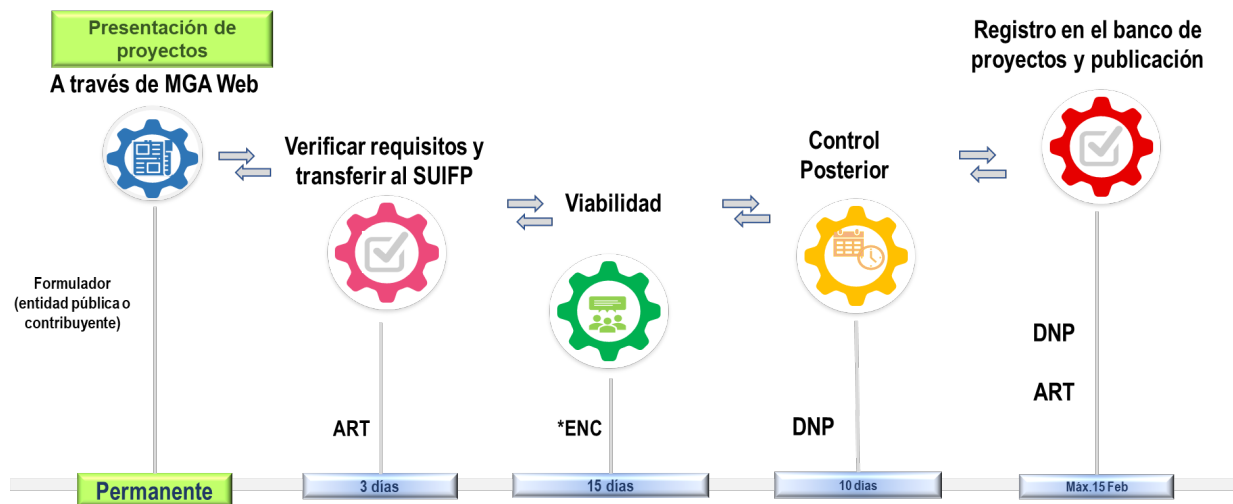 Presentación de
proyectos
A través de MGA Web
Formulador
(entidad pública o
contribuyente)
Permanente
Verificar requisitos y
transferir al SUIFP
ART
3 días
Viabilidad
*ENC
15 días
Control
Posterior
DNP
10 días
Registro en el banco de
proyectos y publicación
DNP
ART
Màx.15 Feb